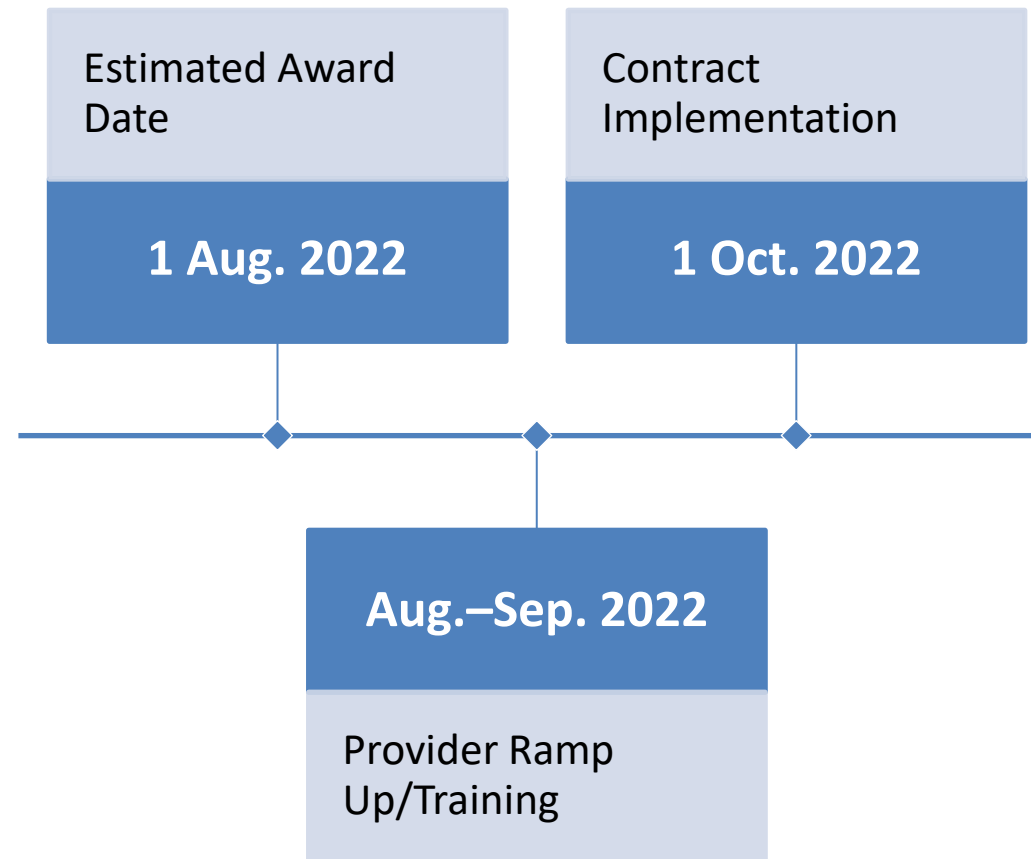 Estimated Award
Date
1 Aug. 2022
Contract
Implementation
1 Oct. 2022
Aug.–Sep. 2022
Provider Ramp
Up/Training